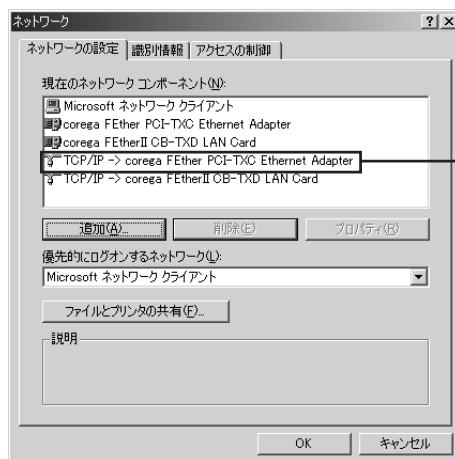 ネットワーク
ネットワークの設定 識別情報 アクセスの制御
現在のネットワーク コンポーネント(N):
Microsoft ネットワーク クライアント
corega FEther PCI-TXC Ethernet Adapter
corega FEtherII CB-TXD LAN Card
TCP/IP -> corega FEther PCI-TXC Ethernet Adapter
TCP/IP -> corega FEtherII CB-TXD LAN Card
追加(A)... 削除(E) プロパティ(R)
優先的にログオンするネットワーク(L):
Microsoft ネットワーク クライアント
ファイルとプリンタの共有(F)...
説明
OK キャンセル